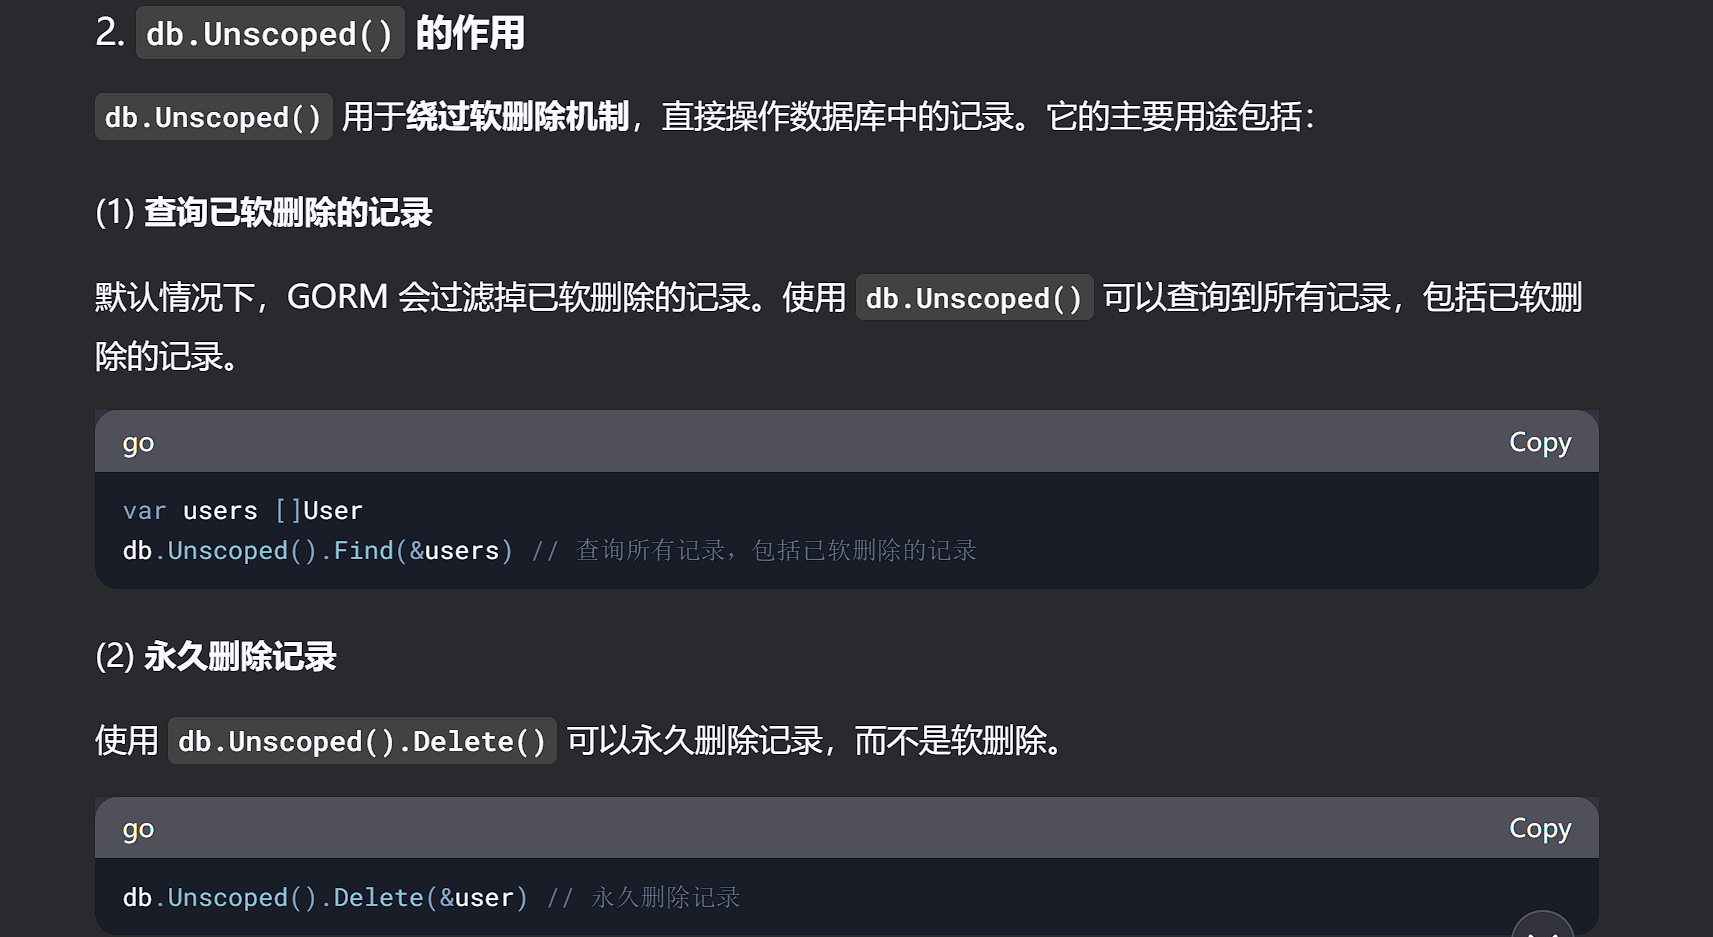 2. db.Unscoped() 的作用
db.Unscoped() 用于绕过软删除机制，直接操作数据库中的记录。它的主要用途包括：
(1) 查询已软删除的记录
默认情况下，GORM 会过滤掉已软删除的记录。使用 db.Unscoped() 可以查询到所有记录，包括已软删
除的记录。
go Copy
var users []User
db.Unscoped().Find(&users) // 查询所有记录，包括已软删除的记录
(2) 永久删除记录
使用 db.Unscoped().Delete() 可以永久删除记录，而不是软删除。
go Copy
db.Unscoped().Delete(&user) // 永久删除记录